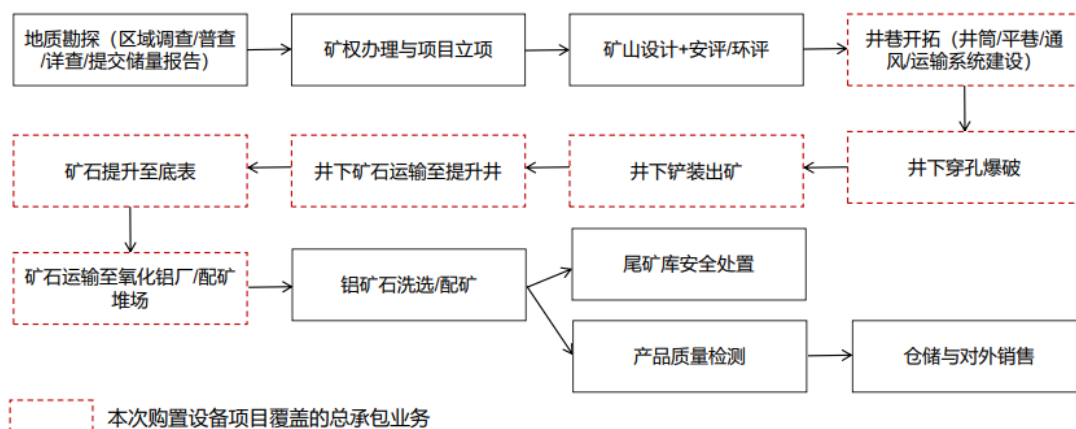 地质勘探（区域调查/普查
/详查/提交储量报告）
矿权办理与项目立项
矿山设计+安评/环评
井巷开拓（井筒/平巷/通
风/运输系统建设）
矿石提升至底表
井下矿石运输至提升井
井下铲装出矿
井下穿孔爆破
矿石运输至氧化铝厂/配矿
堆场
铝矿石洗选/配矿
尾矿库安全处置
产品质量检测
仓储与对外销售
本次购置设备项目覆盖的总承包业务